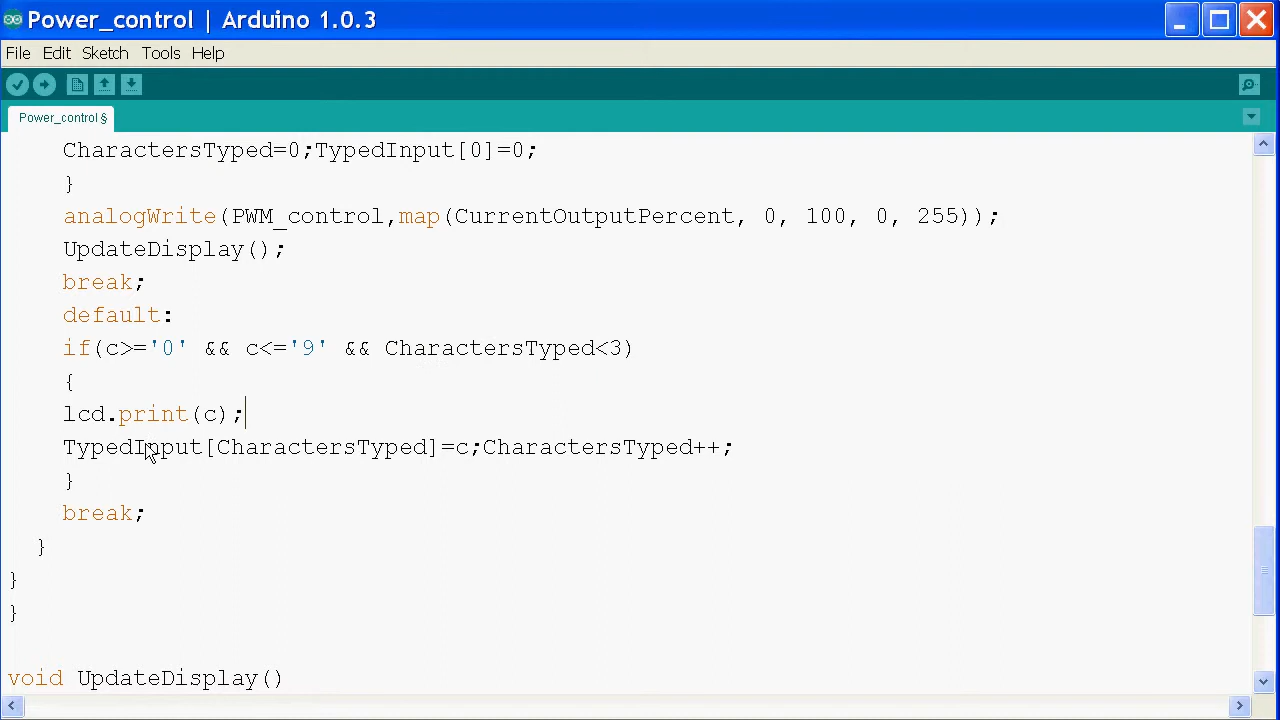 Power_control | Arduino 1.0.3
File Edit Sketch Tools Help
Power_control §
CharactersTyped=0;TypedInput[0]=0;
}
analogWrite(PWM_control,map(CurrentOutputPercent, 0, 100, 0, 255));
UpdateDisplay();
break;
default:
if(c>='0' && c<='9' && CharactersTyped<3)
{
lcd.print(c);
TypedInput[CharactersTyped]=c;CharactersTyped++;
}
break;
}
}
}
void UpdateDisplay()